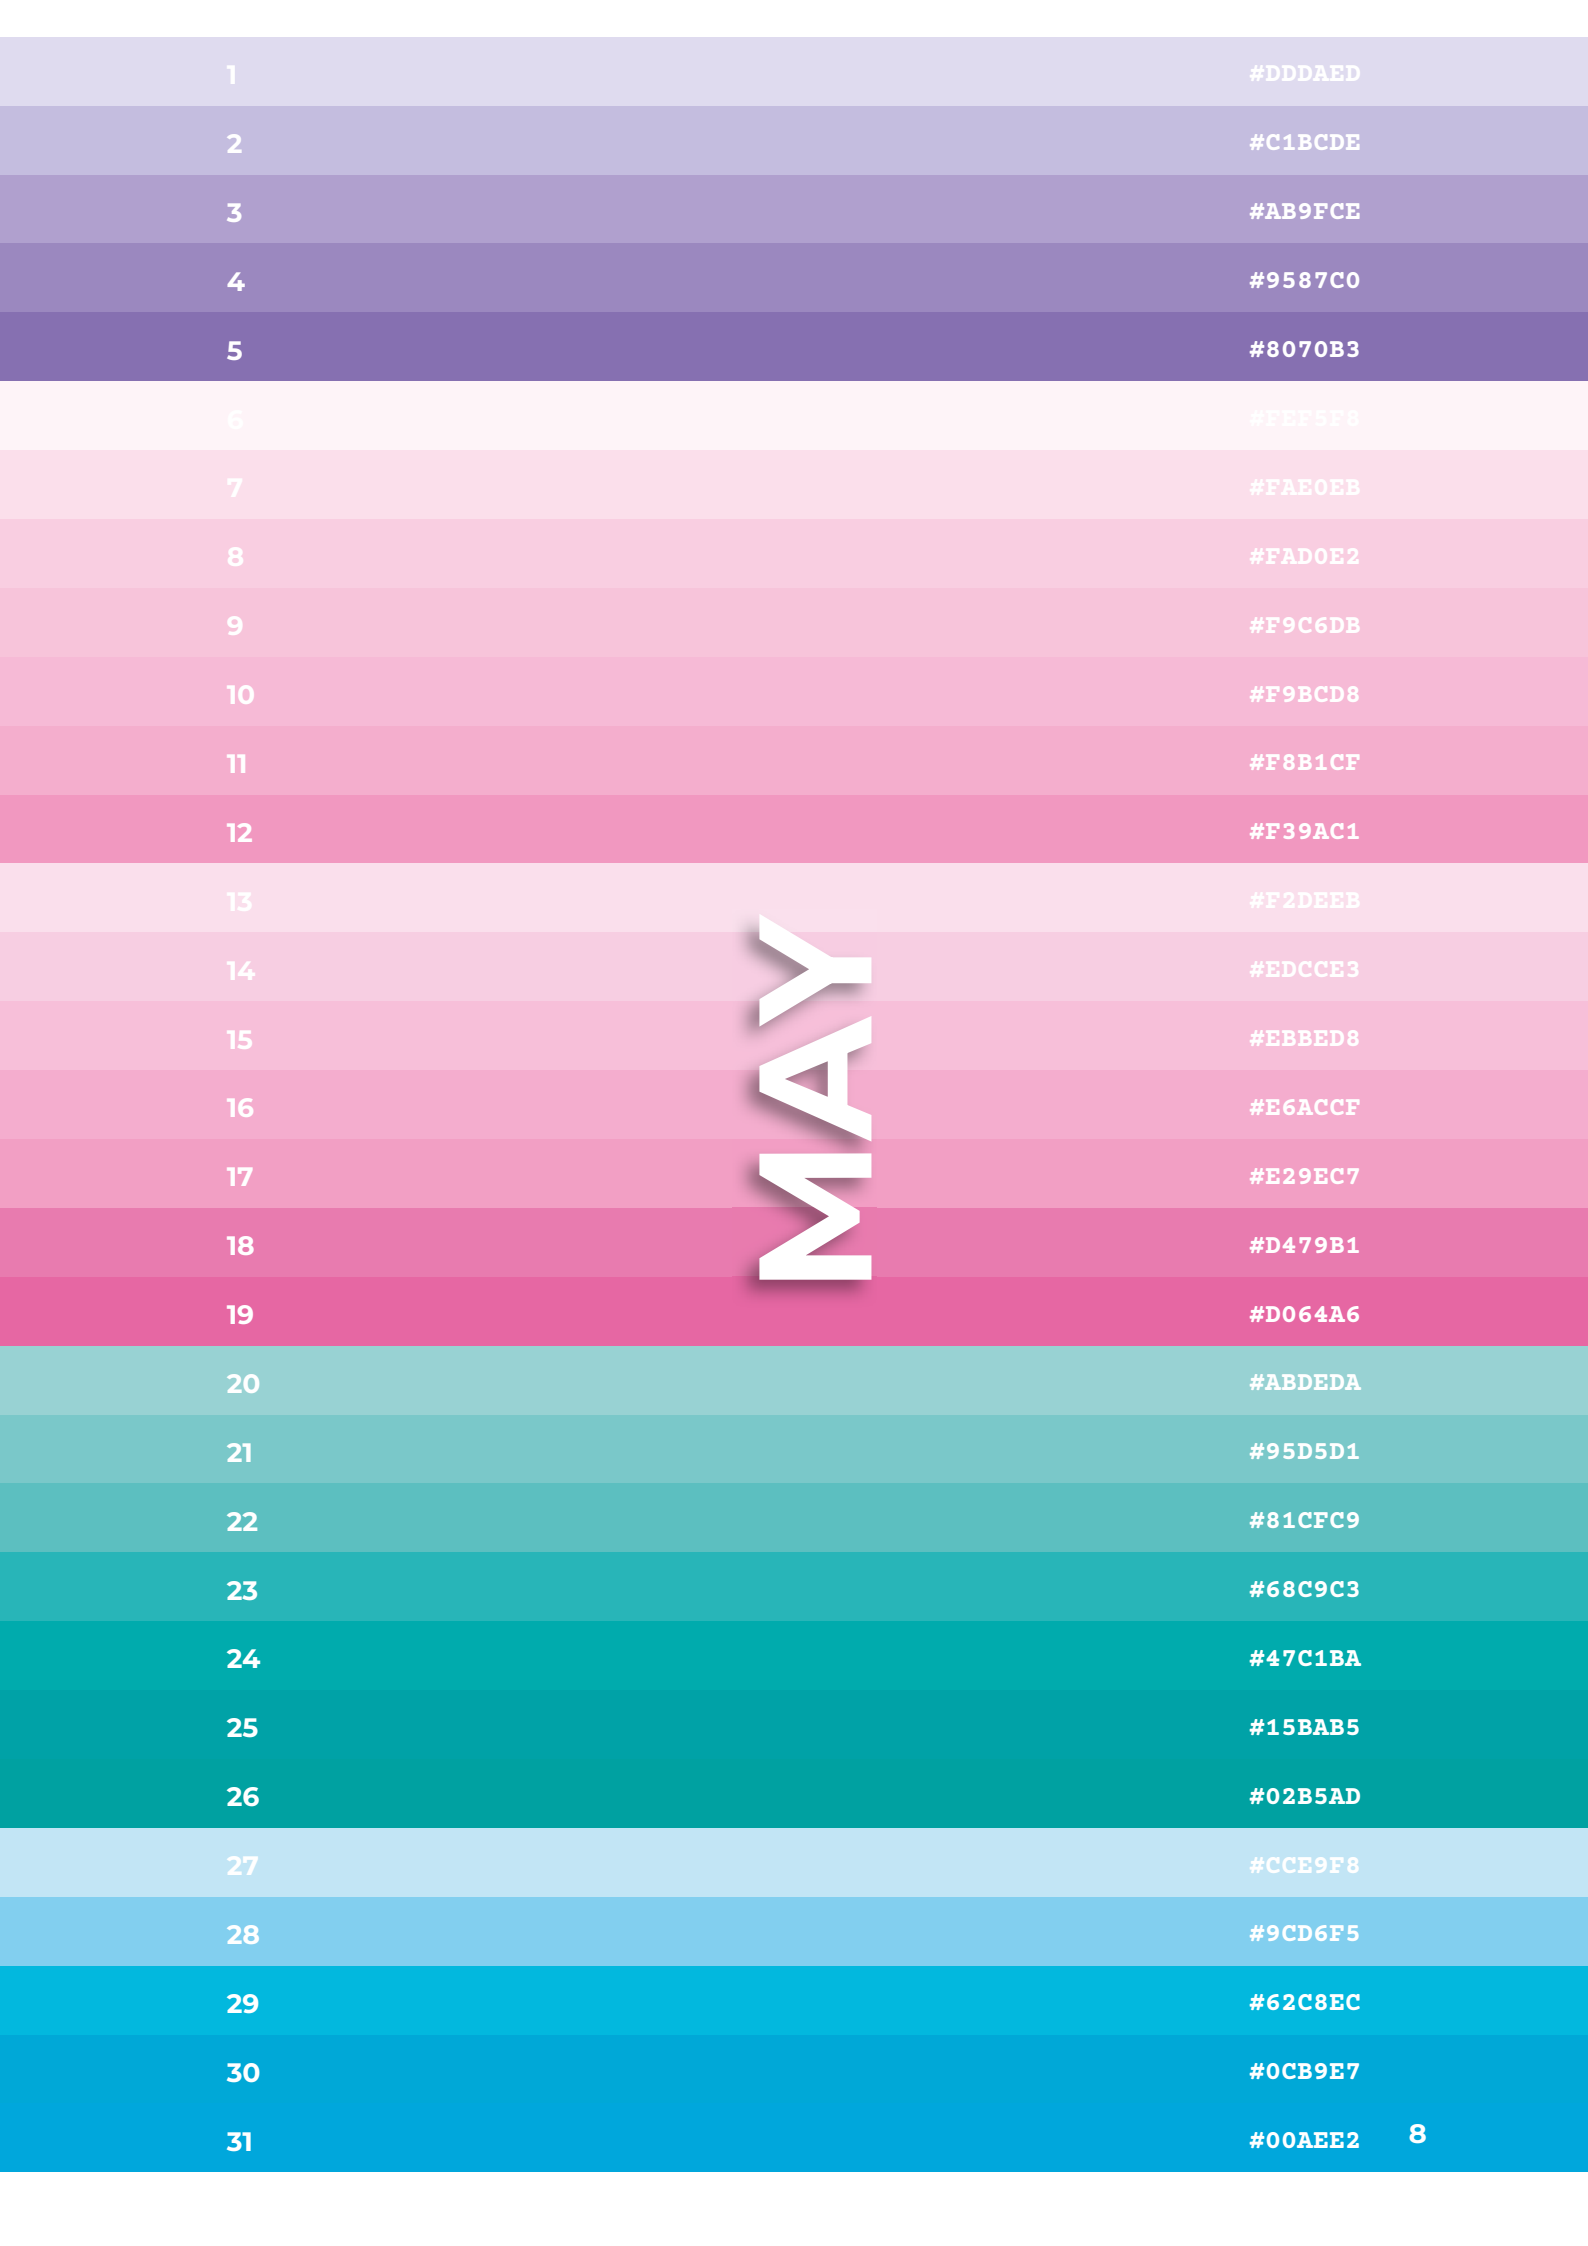 1 #DDDAED
2 #C1BCDE
3 #AB9FCE
4 #9587C0
5 #8070B3
6 #FEF5F8
7 #FAE0EB
8 #FAD0E2
9 #F9C6DB
10 #F9BCD8
11 #F8B1CF
12 #F39AC1
13 #F2DEEB
14 #EDCCE3
15 #EBBED8
16 #E6ACCF
17 #E29EC7
18 #D479B1
19 #D064A6
20 #ABDEDA
21 #95D5D1
22 #81CFC9
23 #68C9C3
24 #47C1BA
25 #15BAB5
26 #02B5AD
27 #CCE9F8
28 #9CD6F5
29 #62C8EC
30 #0CB9E7
31 #00AEE2
MAY
8